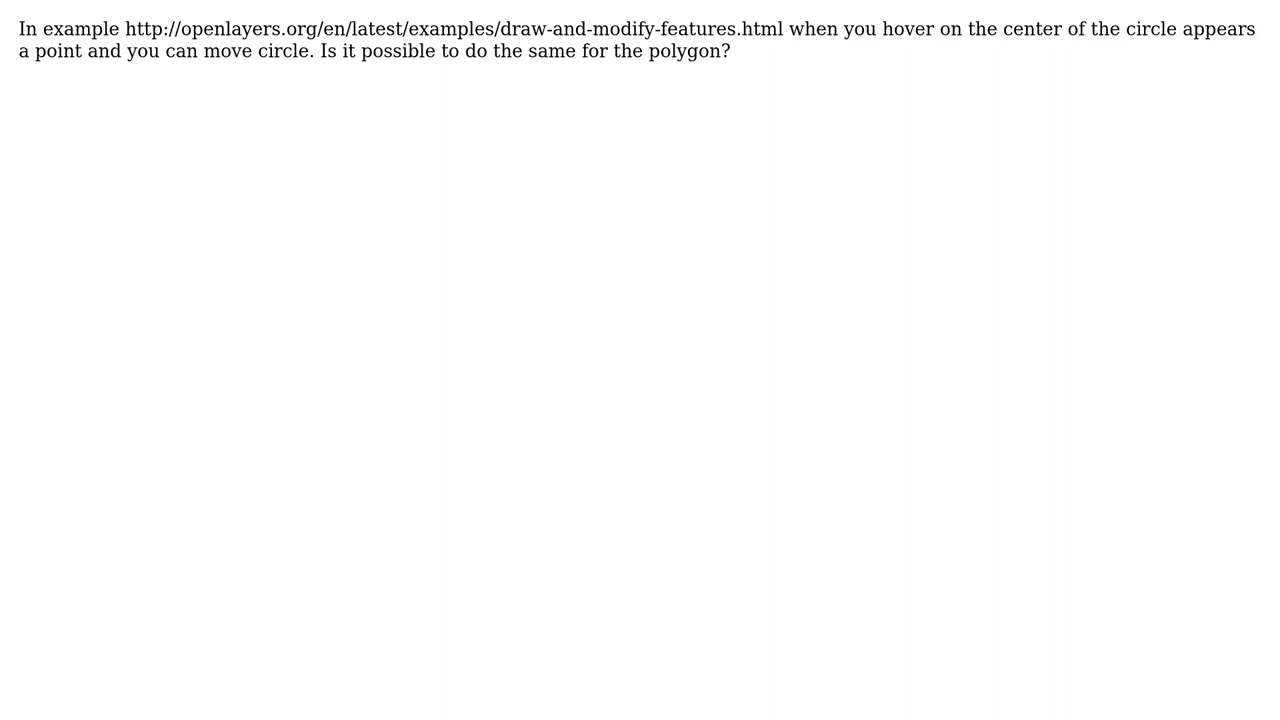 In example http://openlayers.org/en/latest/examples/draw-and-modify-features.html when you hover on the center of the circle appears
a point and you can move circle. Is it possible to do the same for the polygon?